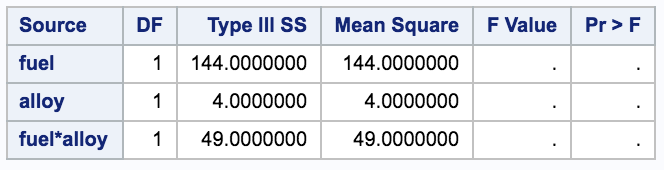 Source DF Type III SS Mean Square F Value Pr > F
fuel 1 144.0000000 144.0000000 . .
alloy 1 4.0000000 4.0000000 . .
fuel*alloy 1 49.0000000 49.0000000 . .